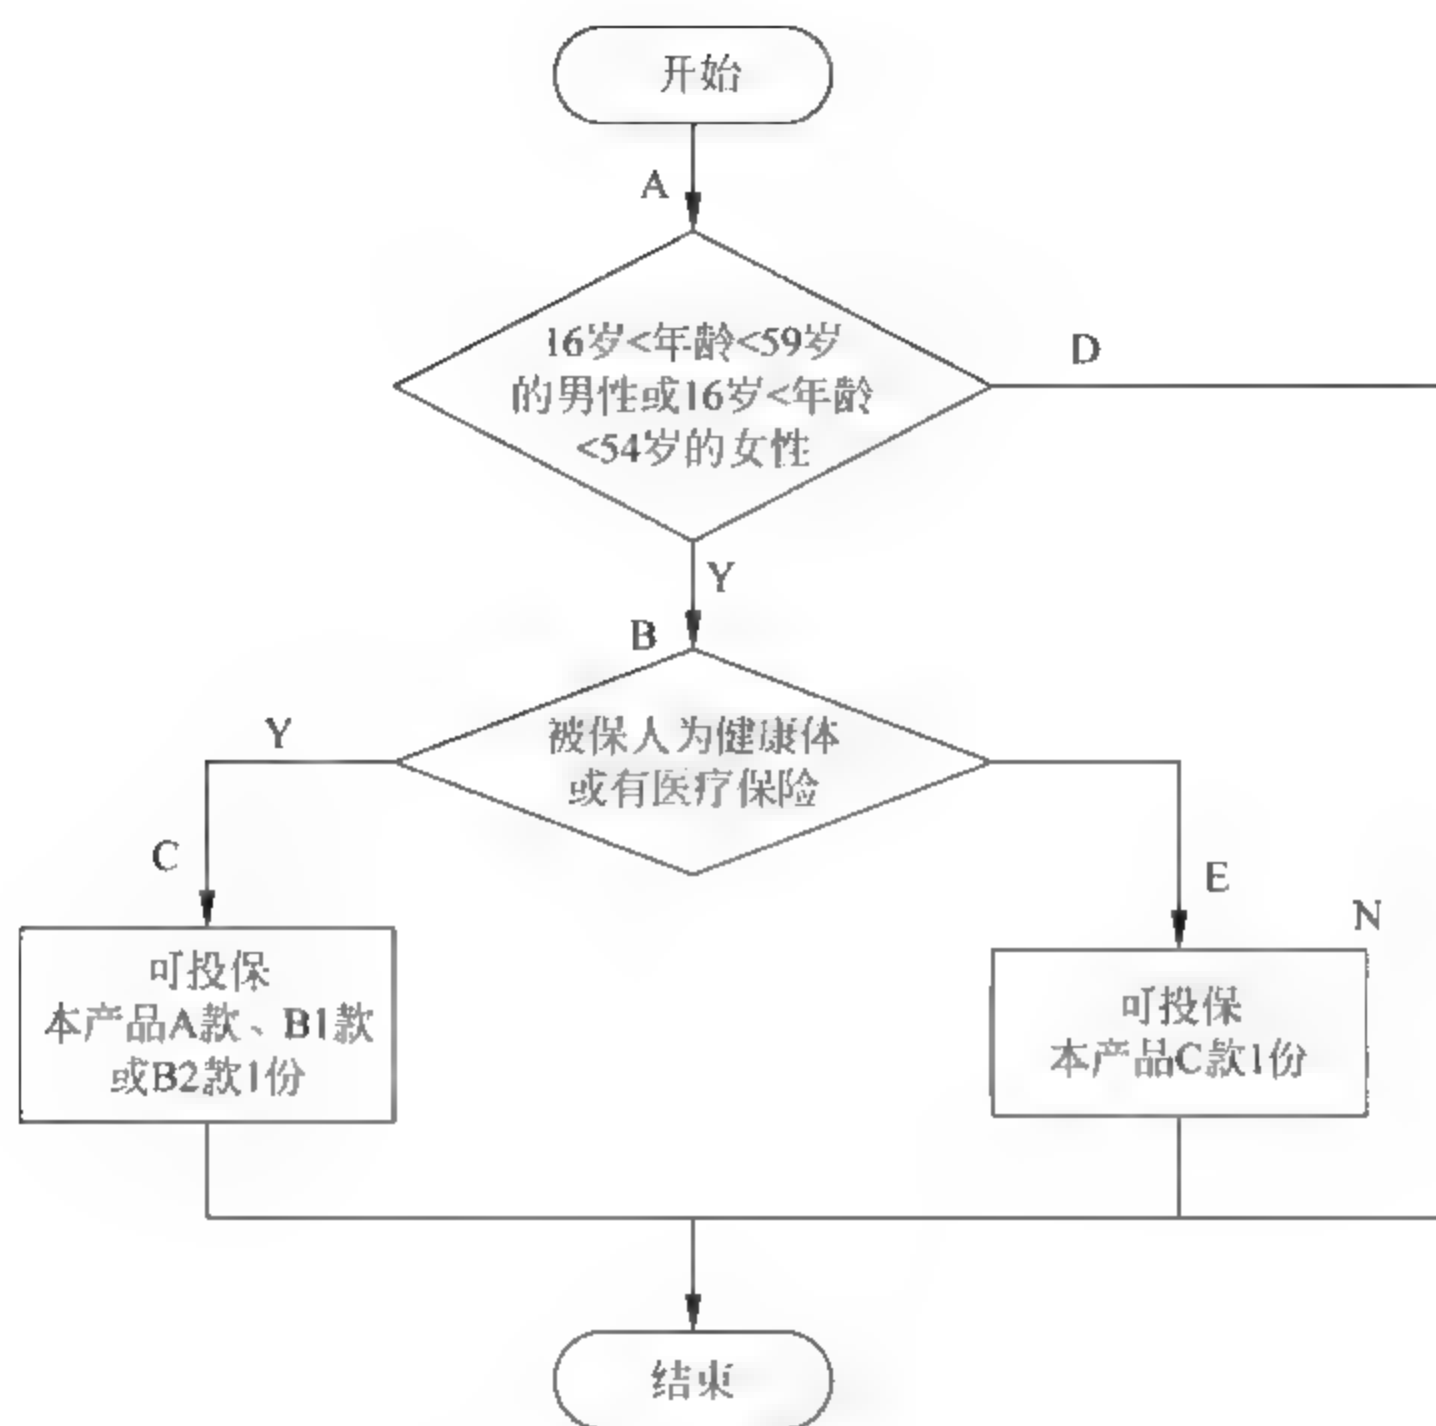 开始
A
16岁<年龄<59岁
的男性或16岁<年龄
<54岁的女性
D
Y
B
被保人为健康体
或有医疗保险
Y
C
E
N
可投保
本产品A款、B1款
或B2款1份
可投保
本产品C款1份
结束